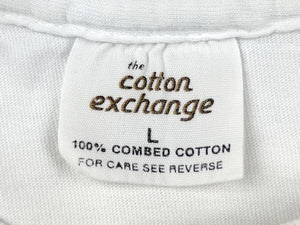 the
cotton
exchange
L
100% COMBED COTTON
FOR CARE SEE REVERSE